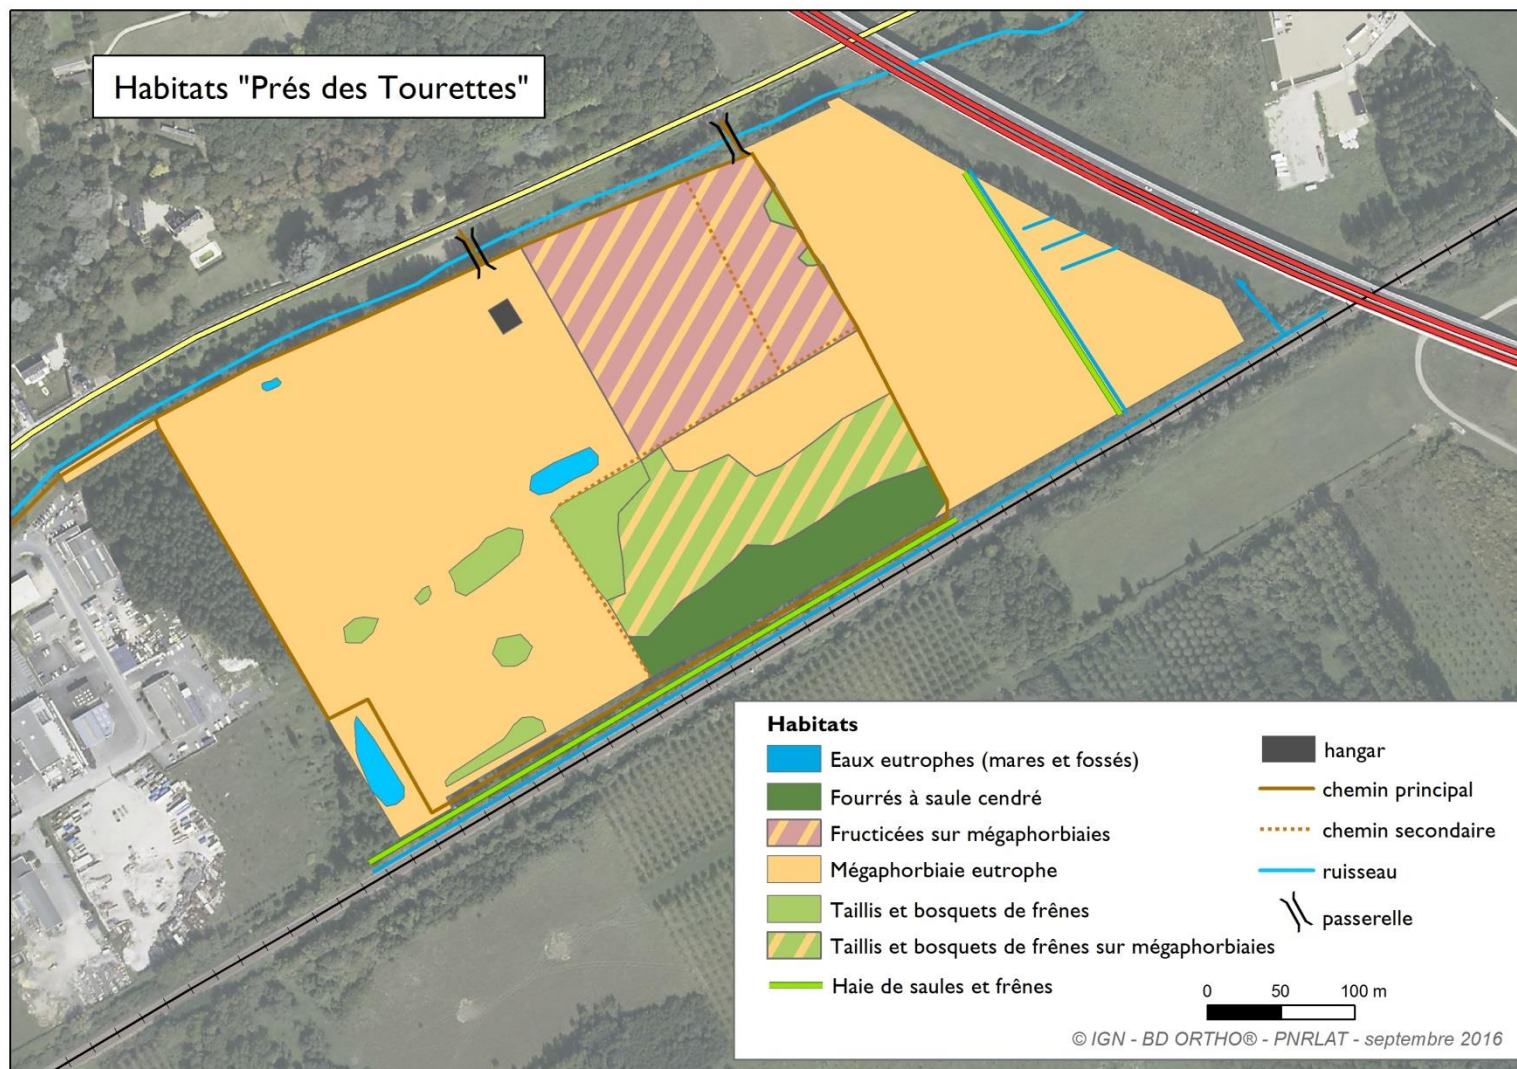 Habitats "Prés des Tourettes"
Habitats
Eaux eutrophes (mares et fossés)
Fourrés à saule cendré
Fructicées sur mégaphorbiaies
Mégaphorbiaie eutrophe
Taillis et bosquets de frênes
Taillis et bosquets de frênes sur mégaphorbiaies
Haie de saules et frênes
hangar
chemin principal
chemin secondaire
ruisseau
passerelle
0 50 100 m
© IGN - BD ORTHO® - PNRLAT - septembre 2016